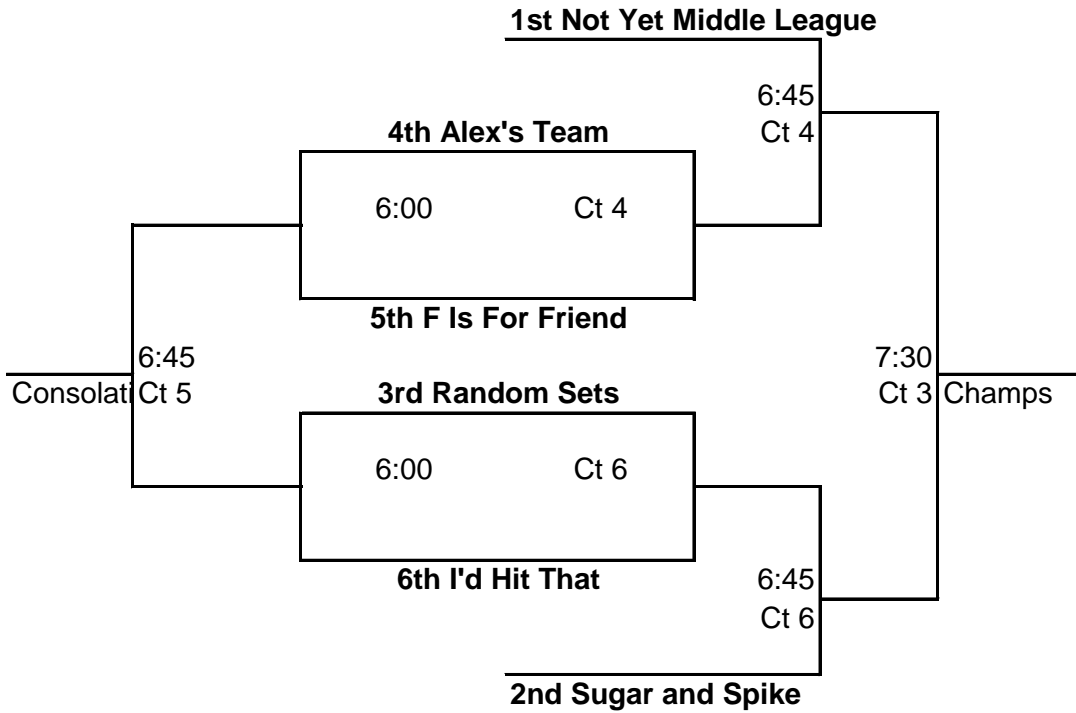 1st Not Yet Middle League
6:45
Ct 4
4th Alex's Team
6:00 Ct 4
5th F Is For Friend
6:45
Consolati Ct 5
7:30
Ct 3 Champs
3rd Random Sets
6:00 Ct 6
6th I'd Hit That
6:45
Ct 6
2nd Sugar and Spike